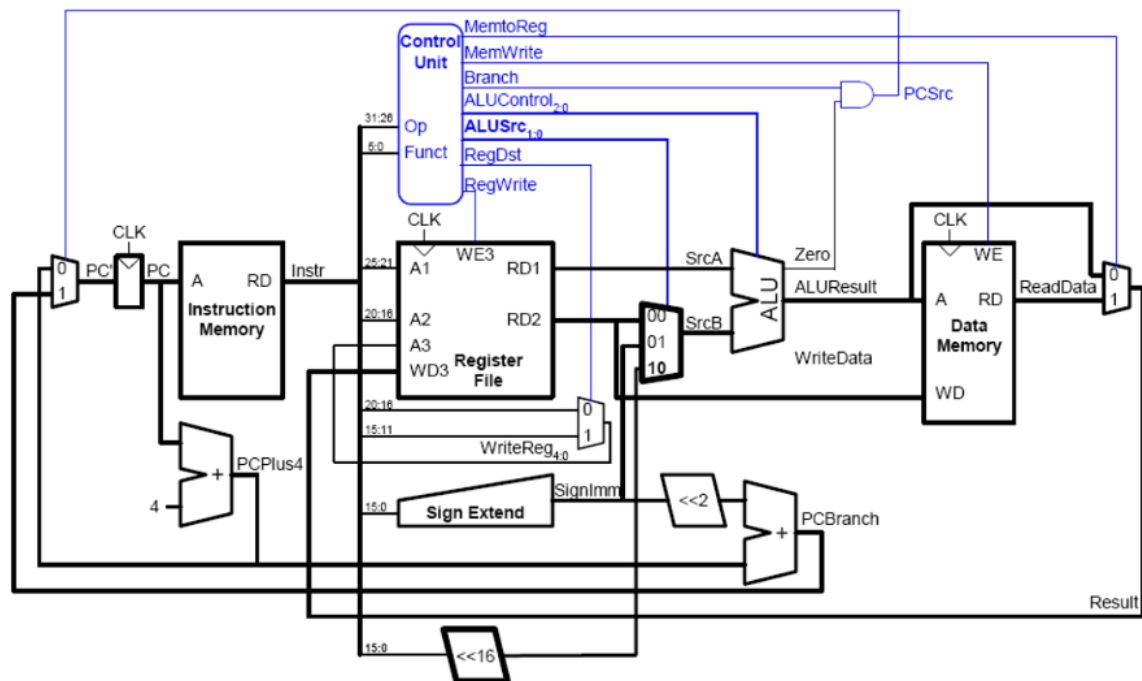 MemtoReg
Control
Unit
MemWrite
Branch
ALUControl2:0
PCSrc
31:26
Op
ALUSrc1:0
5:0
Funct
RegDst
RegWrite
CLK
CLK
CLK
0
1
PC'
PC
A
RD
Instr
Instruction
Memory
25:21
A1
WE3
RD1
SrcA
Zero
WE
0
1
20:16
A2
RD2
00
01
10
SrcB
ALU
ALUResult
A
RD
ReadData
A3
WD3
Register
File
WriteData
Data
Memory
WD
20:16
15:11
0
1
WriteReg4:0
PCPlus4
+
4
15:0
Sign Extend
SignImm
<<2
+
PCBranch
Result
15:0
<<16